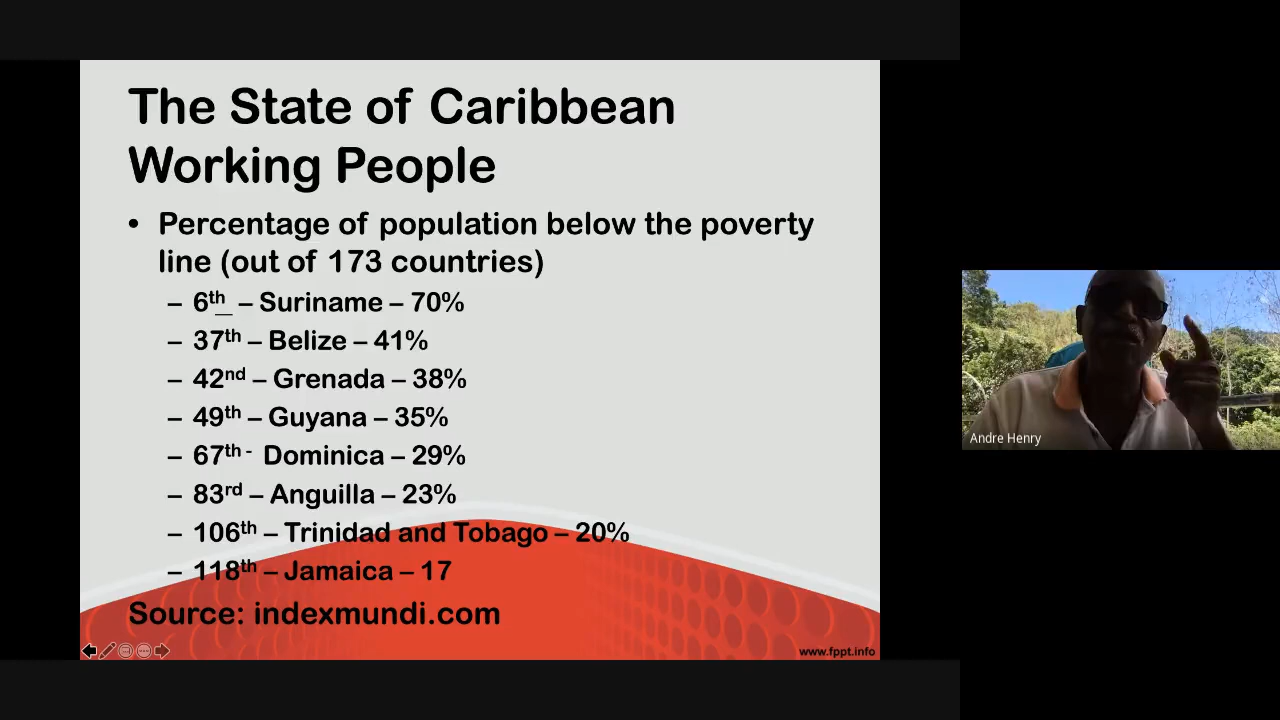 The State of Caribbean
Working People
• Percentage of population below the poverty
line (out of 173 countries)
– 6th_ – Suriname – 70%
– 37th – Belize – 41%
– 42nd – Grenada – 38%
– 49th – Guyana – 35%
– 67th - Dominica – 29%
– 83rd – Anguilla – 23%
– 106th – Trinidad and Tobago – 20%
– 118th – Jamaica – 17
Source: indexmundi.com
www.fppt.info
Andre Henry